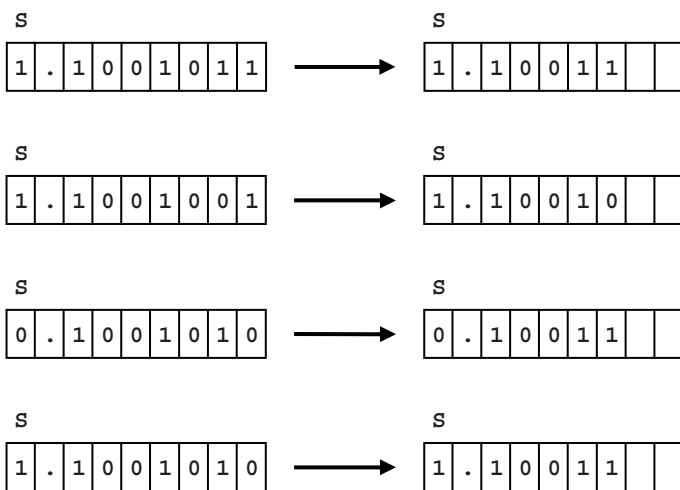 S S
1 . 1 0 0 1 0 1 1 1 . 1 0 0 1 1
S S
1 . 1 0 0 1 0 0 1 1 . 1 0 0 1 0
S S
0 . 1 0 0 1 0 1 0 0 . 1 0 0 1 1
S S
1 . 1 0 0 1 0 1 0 1 . 1 0 0 1 1